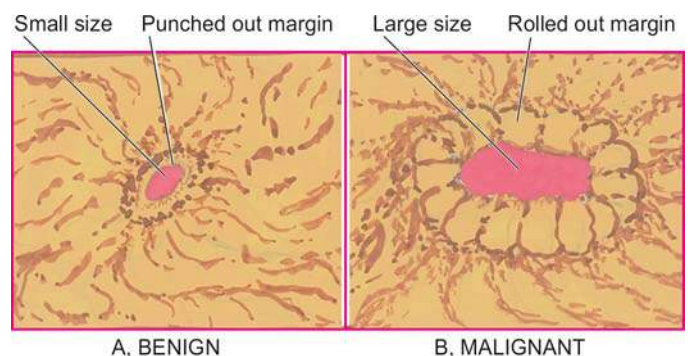 Small size Punched out margin Large size Rolled out margin
A, BENIGN B, MALIGNANT